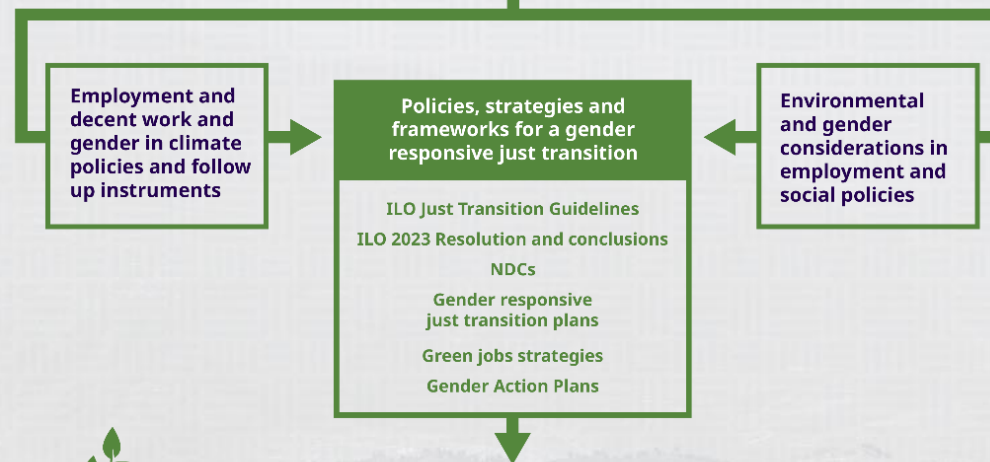 Employment and
decent work and
gender in climate
policies and follow
up instruments
Policies, strategies and
frameworks for a gender
responsive just transition
ILO Just Transition Guidelines
ILO 2023 Resolution and conclusions
NDCs
Gender responsive
just transition plans
Green jobs strategies
Gender Action Plans
Environmental
and gender
considerations in
employment and
social policies